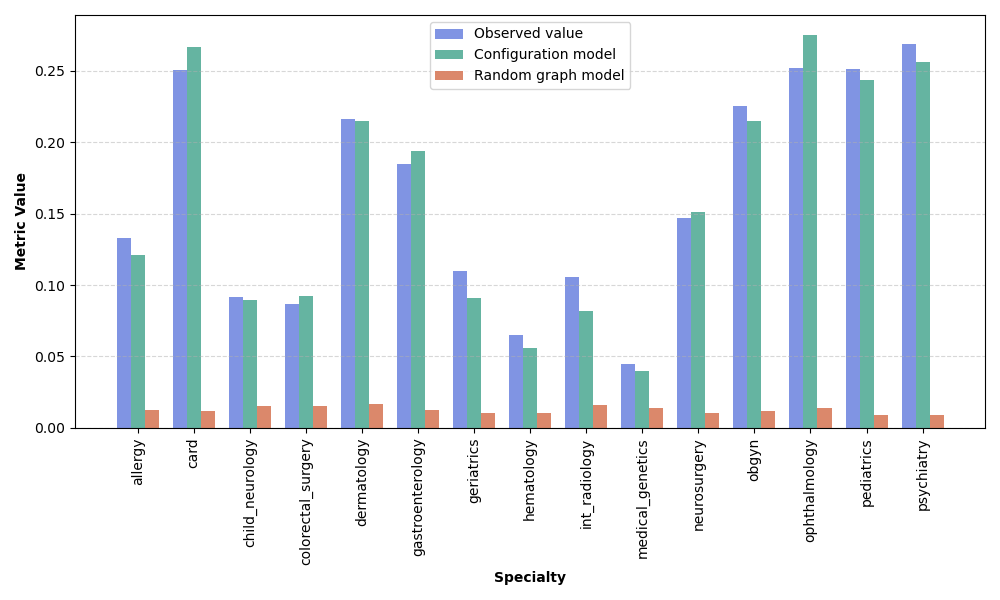 Observed value
Configuration model
Random graph model
Metric Value
0.25
0.20
0.15
0.10
0.05
0.00
allergy
card
child_neurology
colorectal_surgery
dermatology
gastroenterology
geriatrics
hematology
int_radiology
medical_genetics
neurosurgery
obgyn
ophthalmology
pediatrics
psychiatry
Specialty